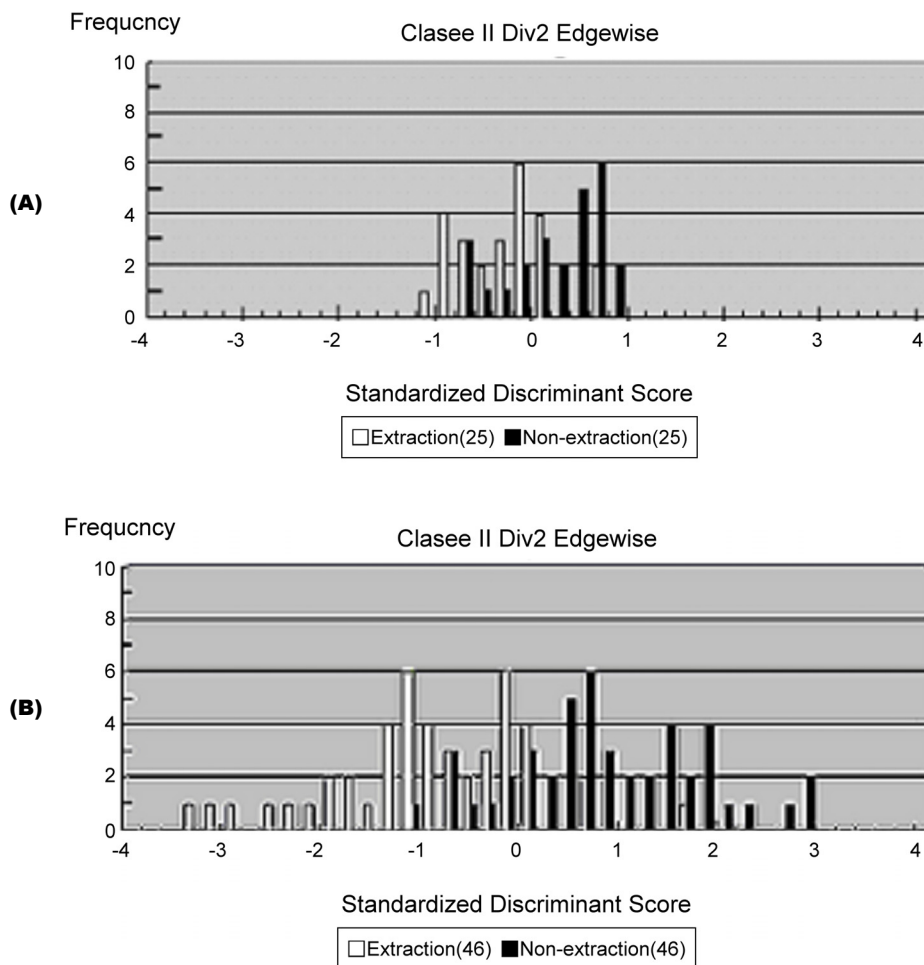 Frequcncy
Clasee II Div2 Edgewise
10
8
6
(A)
4
2
0
-4 -3 -2 -1 0 1 2 3 4
Standardized Discriminant Score
Extraction(25) Non-extraction(25)
Frequcncy
Clasee II Div2 Edgewise
10
8
6
(B)
4
2
0
-4 -3 -2 -1 0 1 2 3 4
Standardized Discriminant Score
Extraction(46) Non-extraction(46)